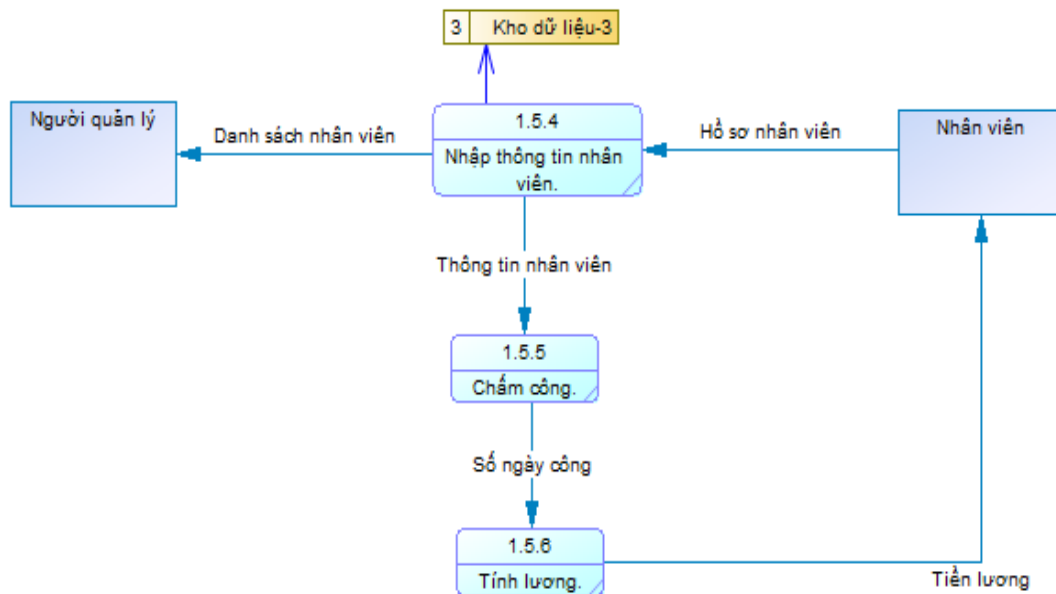 3 Kho dữ liệu-3
Người quản lý
Danh sách nhân viên
1.5.4
Nhập thông tin nhân
viên.
Hồ sơ nhân viên
Nhân viên
Thông tin nhân viên
1.5.5
Chấm công.
Số ngày công
1.5.6
Tính lương.
Tiền lương